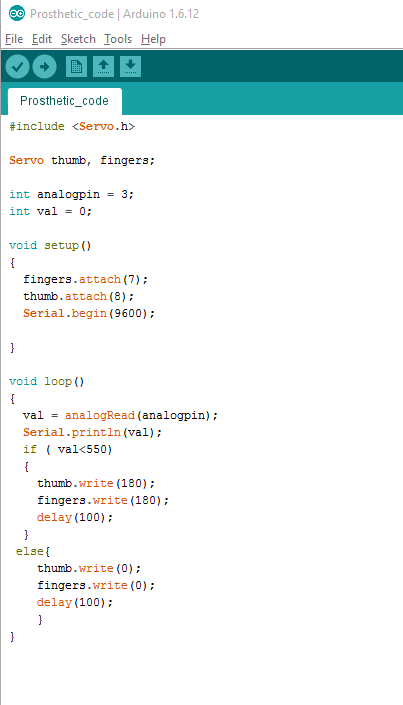 Prosthetic_code | Arduino 1.6.12
File Edit Sketch Tools Help
Prosthetic_code
#include <Servo.h>

Servo thumb, fingers;

int analogpin = 3;
int val = 0;

void setup()
{
  fingers.attach(7);
  thumb.attach(8);
  Serial.begin(9600);

}

void loop()
{
  val = analogRead(analogpin);
  Serial.println(val);
  if ( val<550)
  {
    thumb.write(180);
    fingers.write(180);
    delay(100);
  }
 else{
    thumb.write(0);
    fingers.write(0);
    delay(100);
    }
}